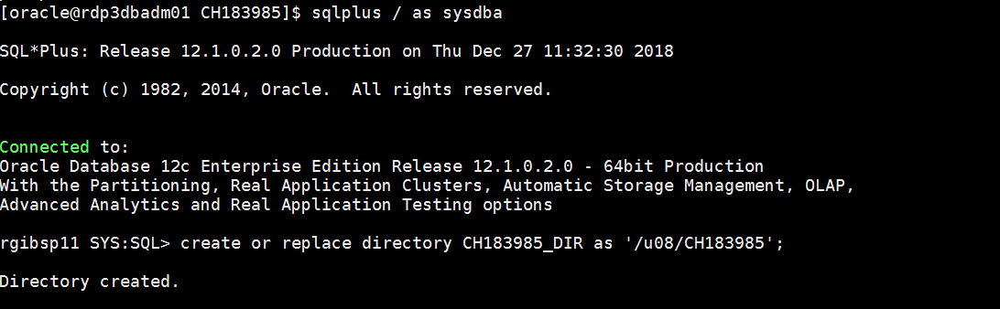 [oracle@rdp3dbadm01 CH183985]$ sqlplus / as sysdba
SQL*Plus: Release 12.1.0.2.0 Production on Thu Dec 27 11:32:30 2018
Copyright (c) 1982, 2014, Oracle.  All rights reserved.
Connected to:
Oracle Database 12c Enterprise Edition Release 12.1.0.2.0 - 64bit Production
With the Partitioning, Real Application Clusters, Automatic Storage Management, OLAP,
Advanced Analytics and Real Application Testing options
rgibsp11 SYS:SQL> create or replace directory CH183985_DIR as '/u08/CH183985';
Directory created.